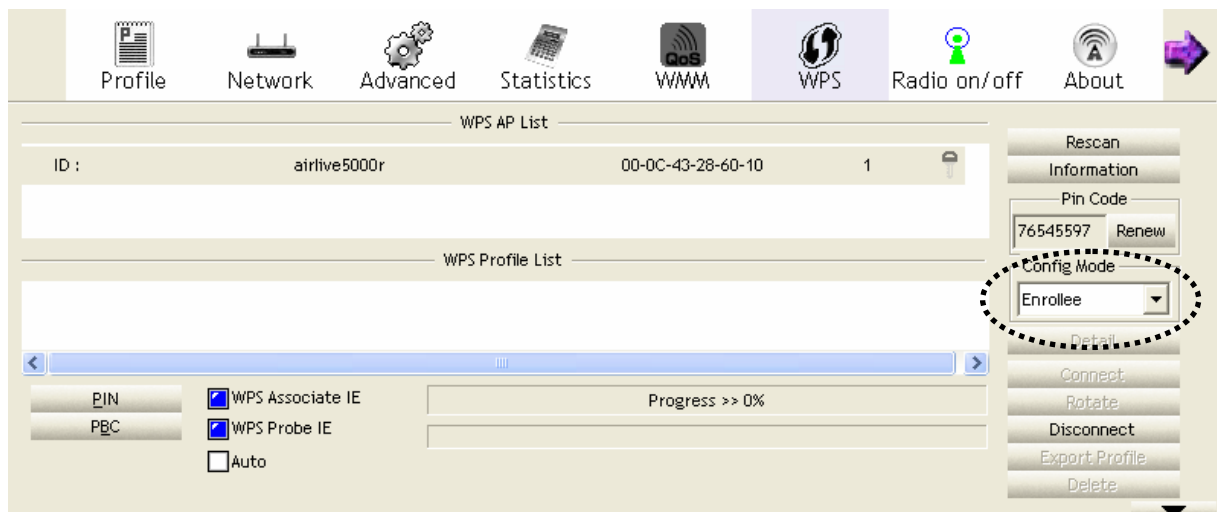 Profile Network Advanced Statistics QoS WMM WPS Radio on/off About
WPS AP List
ID : airlive5000r 00-0C-43-28-60-10 1
WPS Profile List
PIN
PBC
WPS Associate IE
WPS Probe IE
Auto
Progress >> 0%
Rescan
Information
Pin Code
76545597 Renew
Config Mode
Enrollee
Detail
Connect
Rotate
Disconnect
Export Profile
Delete